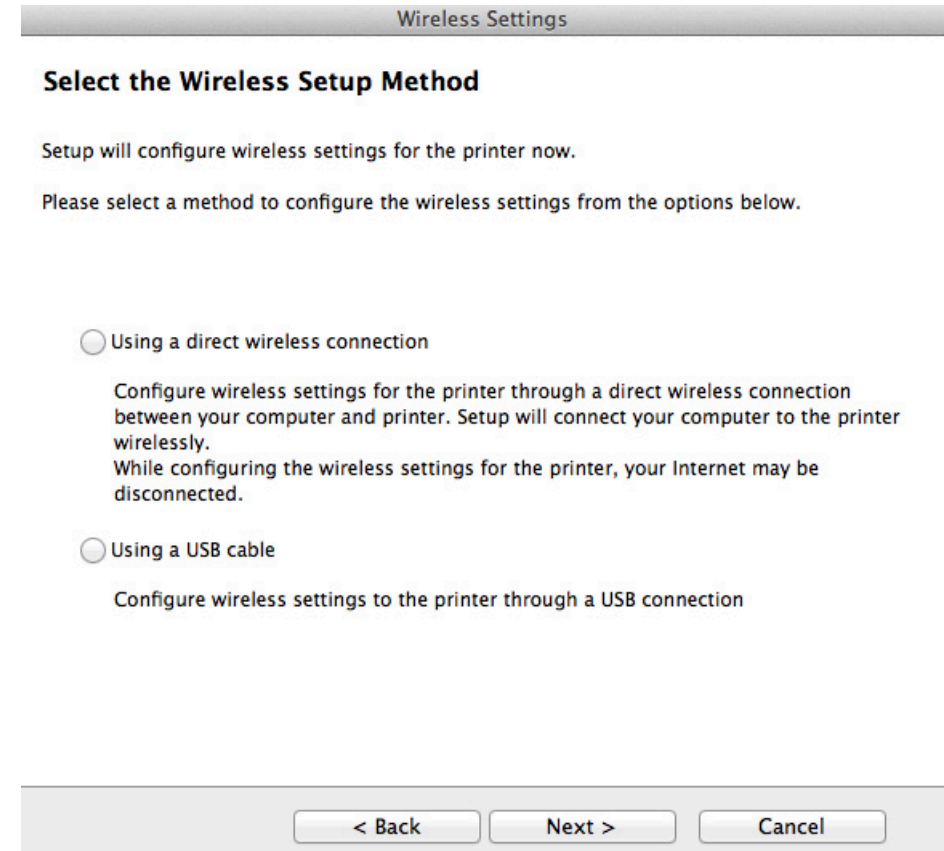 Wireless Settings
Select the Wireless Setup Method
Setup will configure wireless settings for the printer now.
Please select a method to configure the wireless settings from the options below.
Using a direct wireless connection
Configure wireless settings for the printer through a direct wireless connection
between your computer and printer. Setup will connect your computer to the printer
wirelessly.
While configuring the wireless settings for the printer, your Internet may be
disconnected.
Using a USB cable
Configure wireless settings to the printer through a USB connection
< Back Next > Cancel